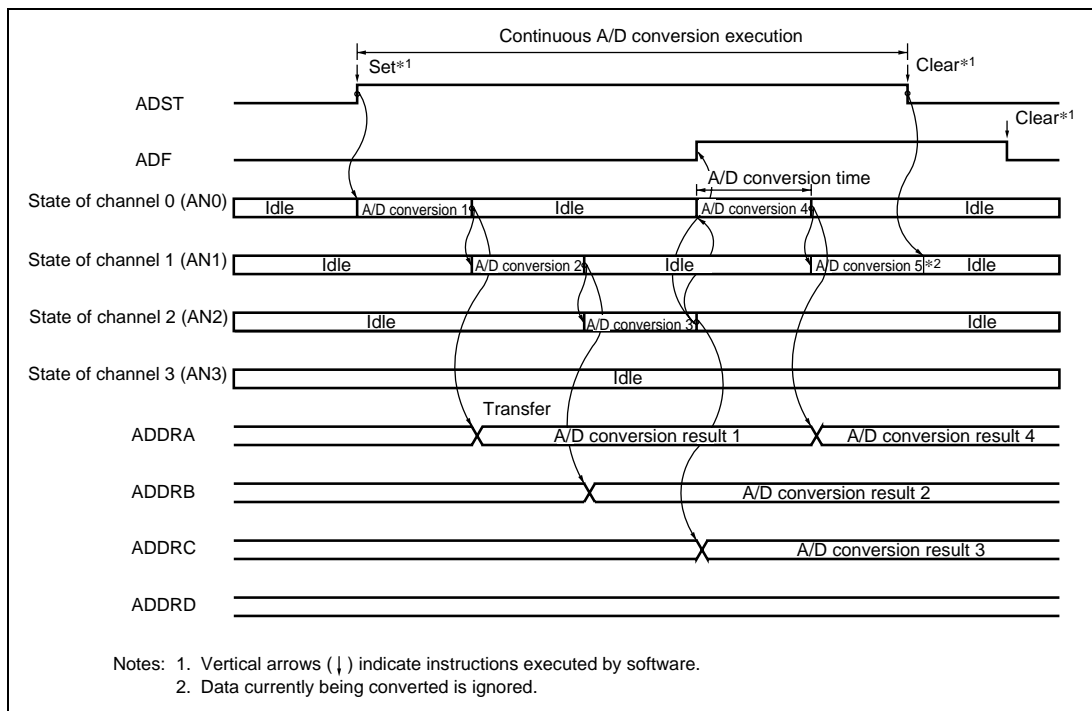 Continuous A/D conversion execution
Set*1
Clear*1
ADST
Clear*1
ADF
A/D conversion time
State of channel 0 (AN0)
Idle
A/D conversion 1
Idle
A/D conversion 4
Idle
State of channel 1 (AN1)
Idle
A/D conversion 2
Idle
A/D conversion 5
*2
Idle
State of channel 2 (AN2)
Idle
A/D conversion 3
Idle
State of channel 3 (AN3)
Idle
Transfer
ADDRA
A/D conversion result 1
A/D conversion result 4
ADDRB
A/D conversion result 2
ADDRC
A/D conversion result 3
ADDRD
Notes: 1. Vertical arrows (↓) indicate instructions executed by software.
2. Data currently being converted is ignored.